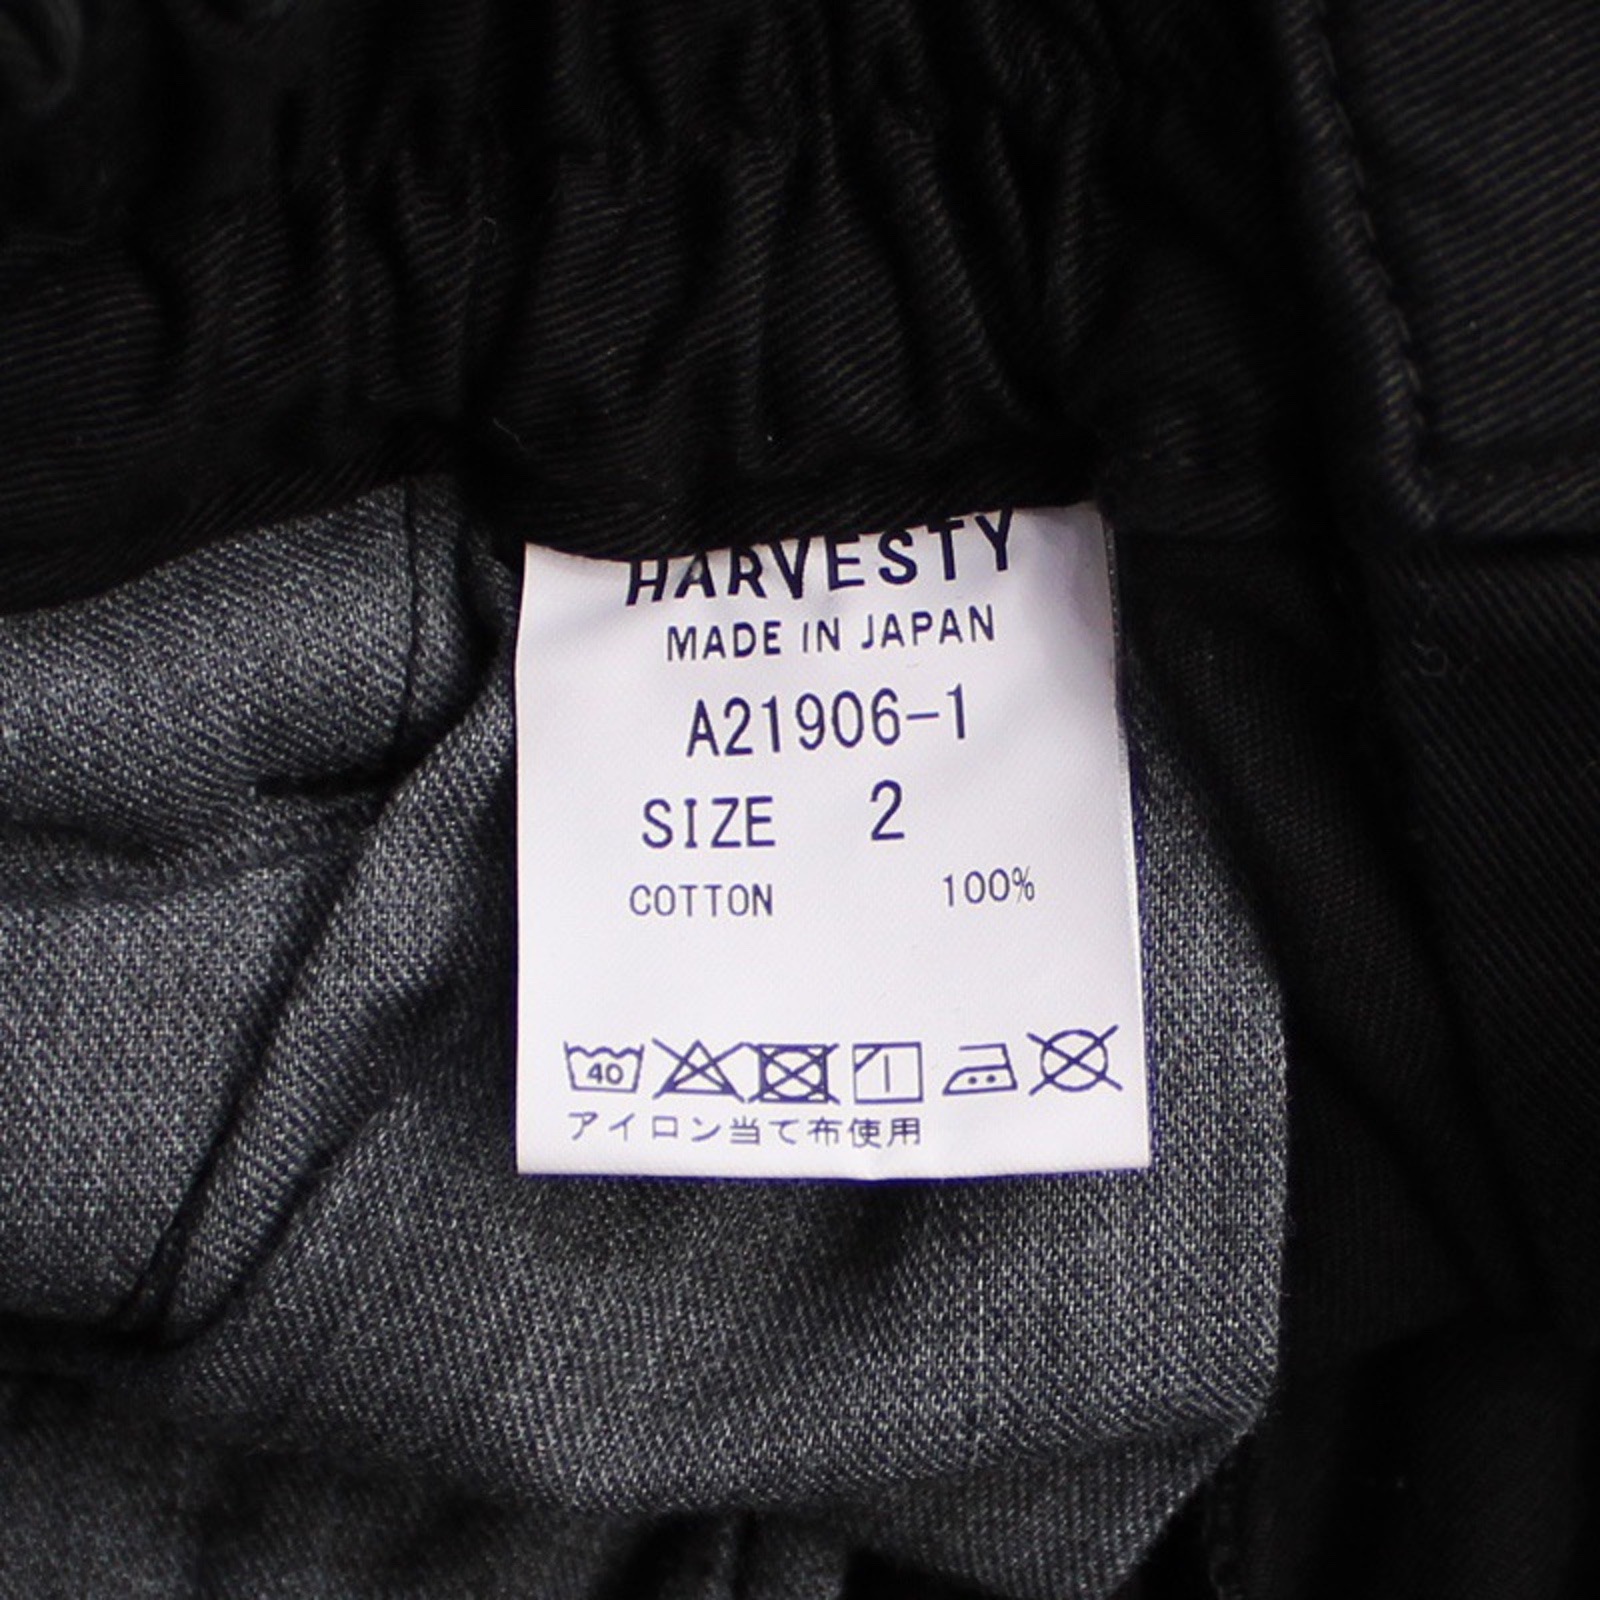 HARVESTY
MADE IN JAPAN
A21906-1
SIZE 2
COTTON 100%
40
アイロン当て布使用